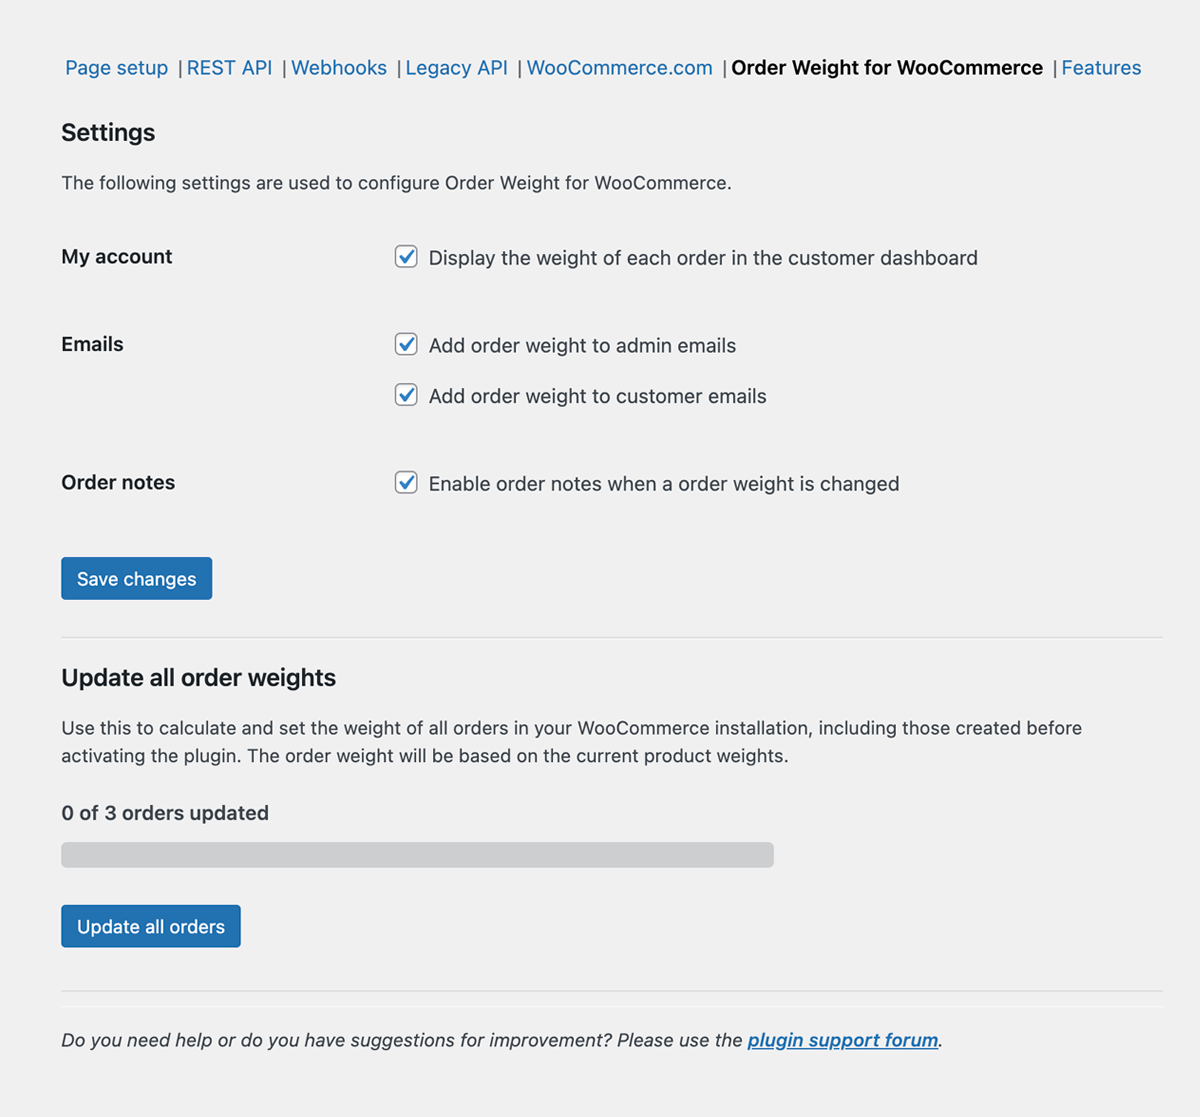 Page setup | REST API | Webhooks | Legacy API | WooCommerce.com | Order Weight for WooCommerce | Features
Settings
The following settings are used to configure Order Weight for WooCommerce.
My account
Display the weight of each order in the customer dashboard
Emails
Add order weight to admin emails
Add order weight to customer emails
Order notes
Enable order notes when a order weight is changed
Save changes
Update all order weights
Use this to calculate and set the weight of all orders in your WooCommerce installation, including those created before
activating the plugin. The order weight will be based on the current product weights.
0 of 3 orders updated
Update all orders
Do you need help or do you have suggestions for improvement? Please use the plugin support forum.